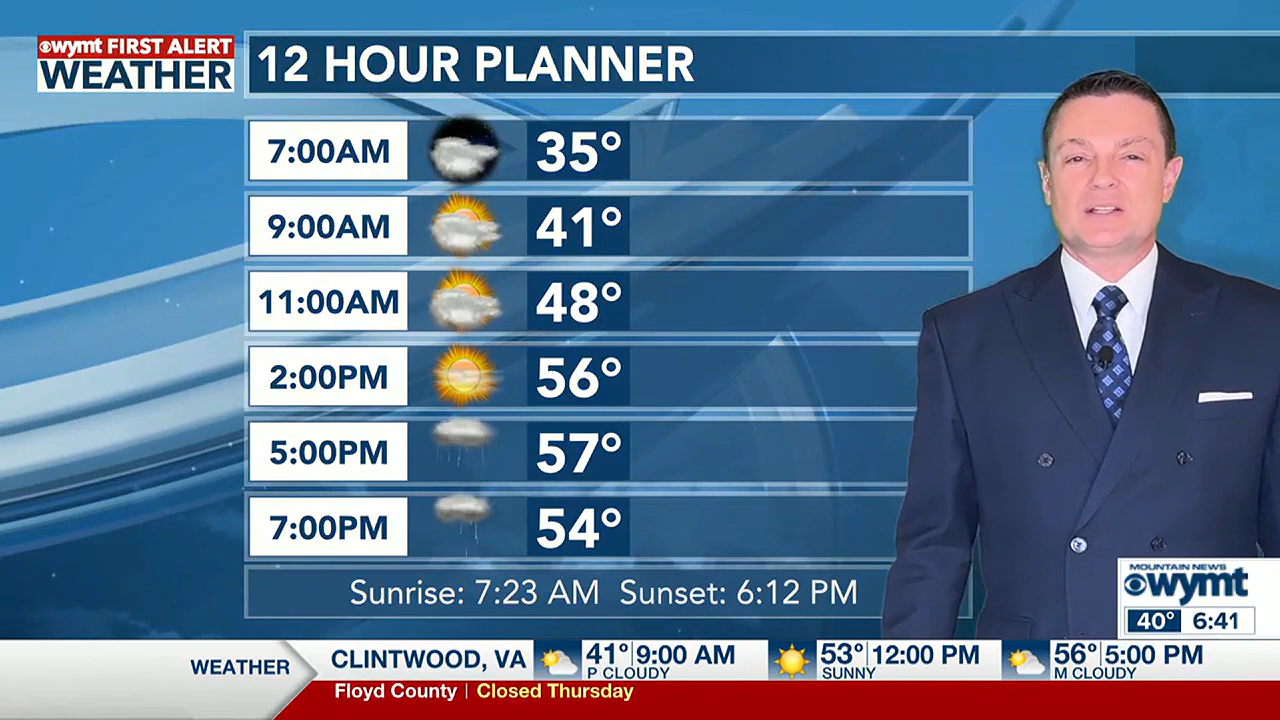 wymt FIRST ALERT
WEATHER
12 HOUR PLANNER
7:00AM 35°
9:00AM 41°
11:00AM 48°
2:00PM 56°
5:00PM 57°
7:00PM 54°
Sunrise: 7:23 AM Sunset: 6:12 PM
MOUNTAIN NEWS
wymt
40° 6:41
WEATHER
CLINTWOOD, VA
41° 9:00 AM
P CLOUDY
53° 12:00 PM
SUNNY
56° 5:00 PM
M CLOUDY
Floyd County | Closed Thursday